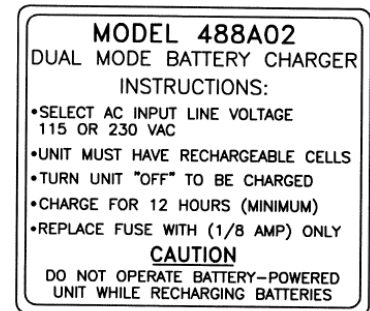 MODEL 488A02
DUAL MODE BATTERY CHARGER
INSTRUCTIONS:
•SELECT AC INPUT LINE VOLTAGE
115 OR 230 VAC
•UNIT MUST HAVE RECHARGEABLE CELLS
•TURN UNIT "OFF" TO BE CHARGED
•CHARGE FOR 12 HOURS (MINIMUM)
•REPLACE FUSE WITH (1/8 AMP) ONLY
CAUTION
DO NOT OPERATE BATTERY-POWERED
UNIT WHILE RECHARGING BATTERIES